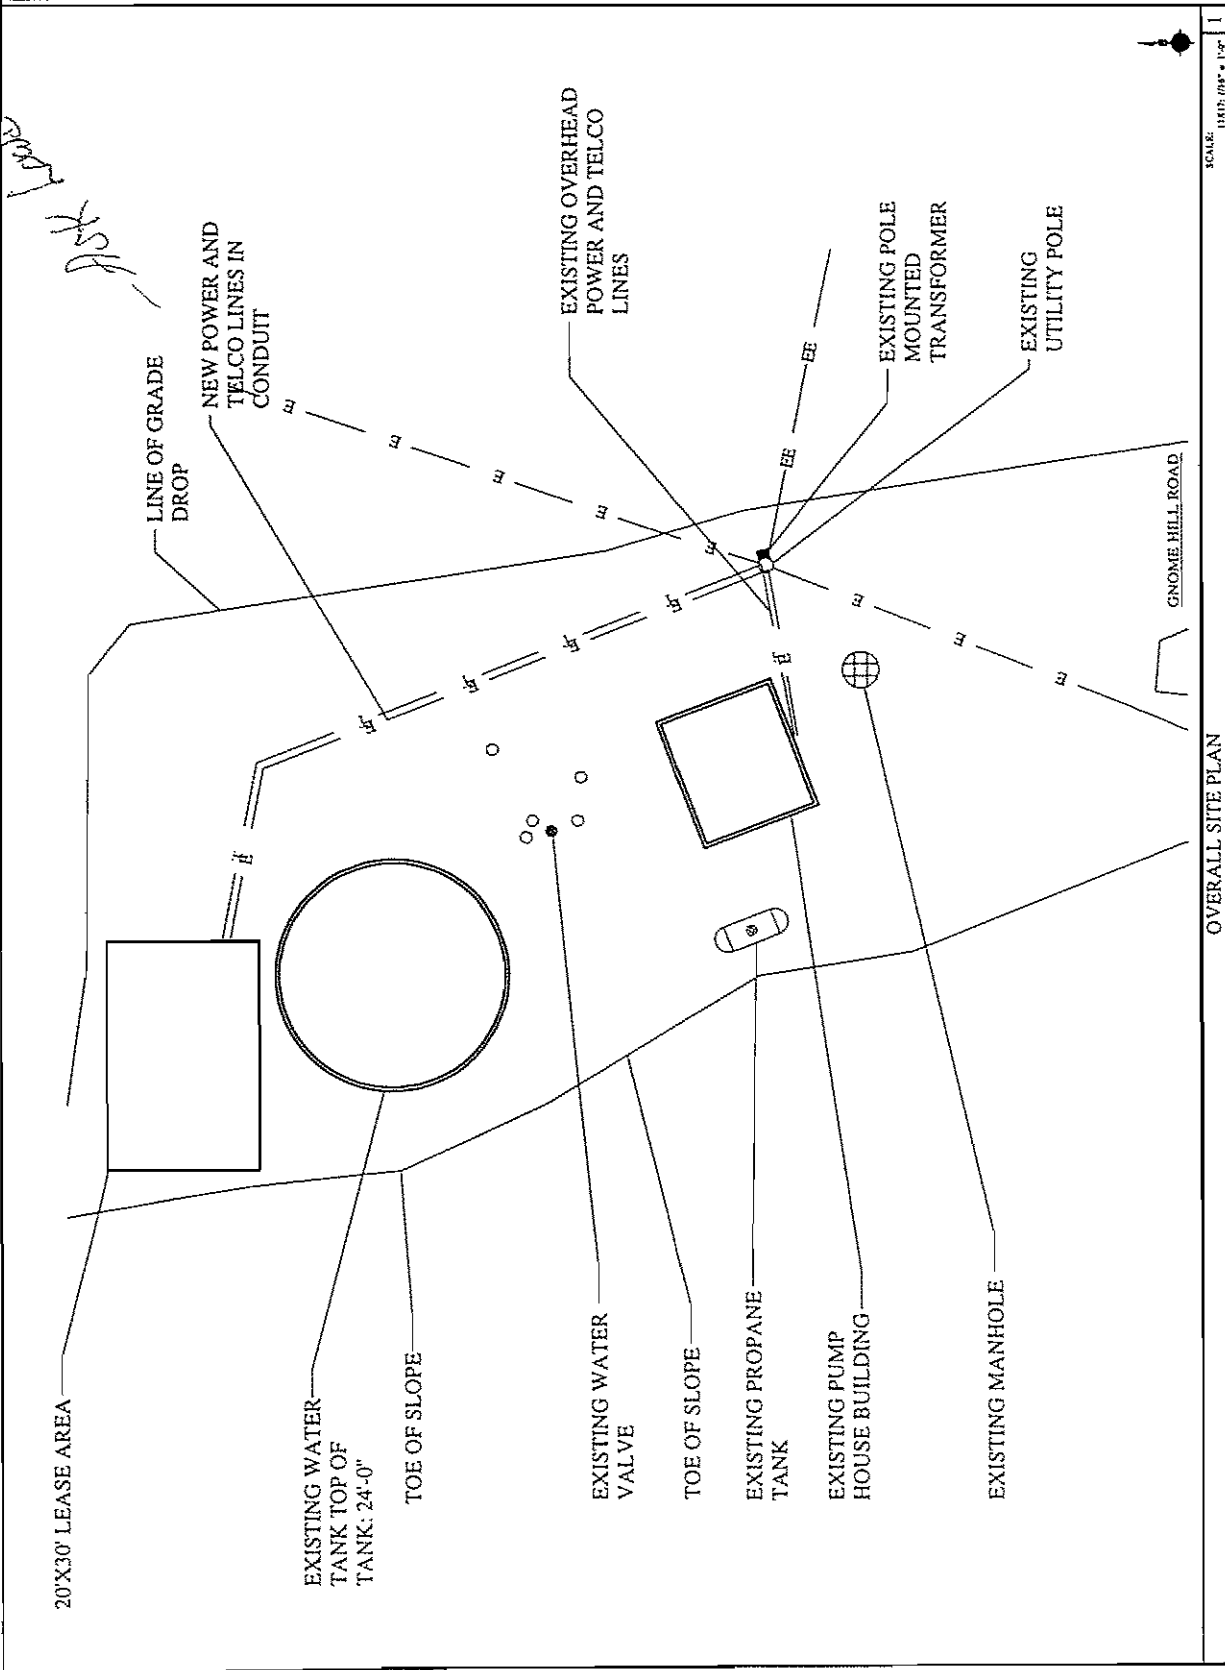 20'X30' LEASE AREA
EXISTING WATER
TANK TOP OF
TANK: 24'-0"
TOE OF SLOPE
EXISTING WATER
VALVE
TOE OF SLOPE
EXISTING PROPANE
TANK
EXISTING PUMP
HOUSE BUILDING
EXISTING MANHOLE
LINE OF GRADE
DROP
NEW POWER AND
TELCO LINES IN
CONDUIT
EXISTING OVERHEAD
POWER AND TELCO
LINES
EXISTING POLE
MOUNTED
TRANSFORMER
EXISTING
UTILITY POLE
E
E
E
E
E
EE
EE
E
E
E
GNOME HILL ROAD
ASK
OVERALL SITE PLAN
SCALE:
1